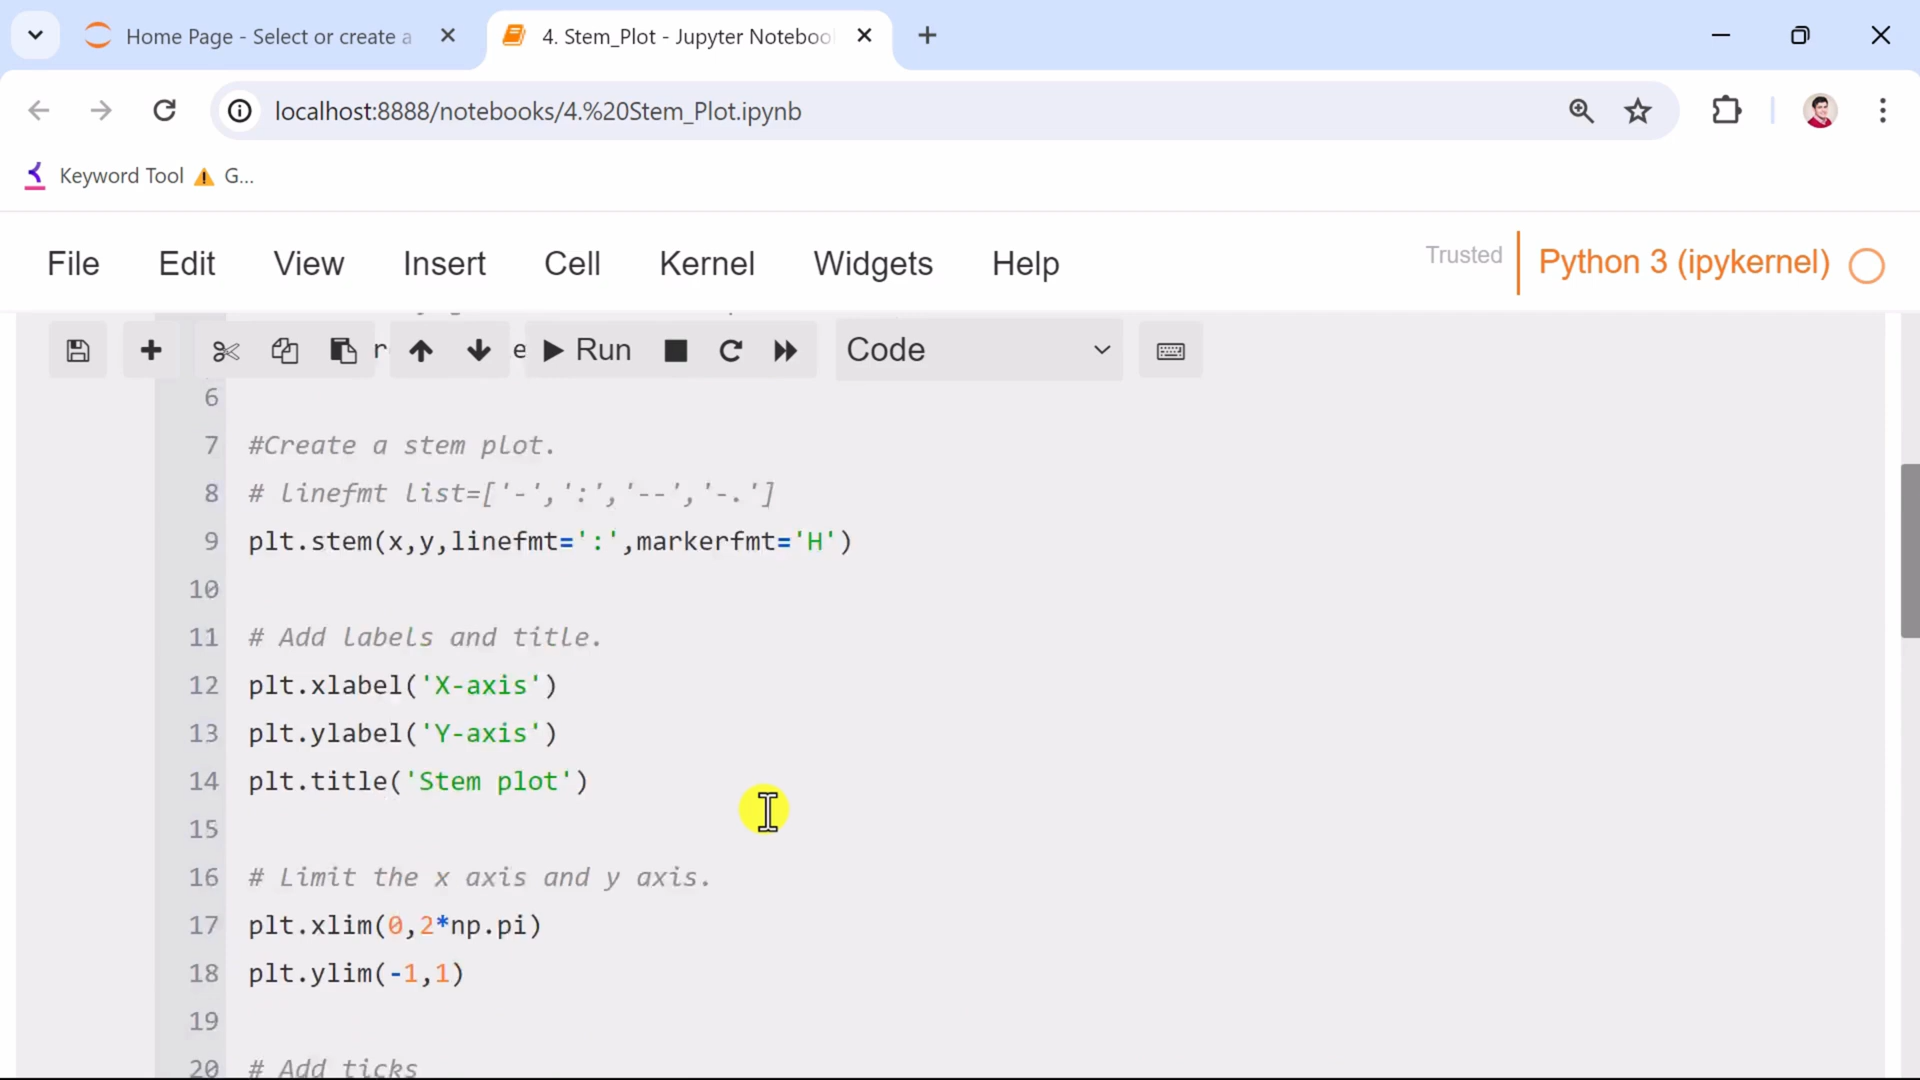 Home Page - Select or create a
4. Stem_Plot - Jupyter Noteboo
localhost:8888/notebooks/4.%20Stem_Plot.ipynb
Keyword Tool
G...
File Edit View Insert Cell Kernel Widgets Help
Trusted
Python 3 (ipykernel)
Run
Code
6
7 #Create a stem plot.
8 # linefmt list=['-',':','--','-.']
9 plt.stem(x,y,linefmt=':',markerfmt='H')
10
11 # Add labels and title.
12 plt.xlabel('X-axis')
13 plt.ylabel('Y-axis')
14 plt.title('Stem plot')
15
16 # Limit the x axis and y axis.
17 plt.xlim(0,2*np.pi)
18 plt.ylim(-1,1)
19
20 # Add ticks